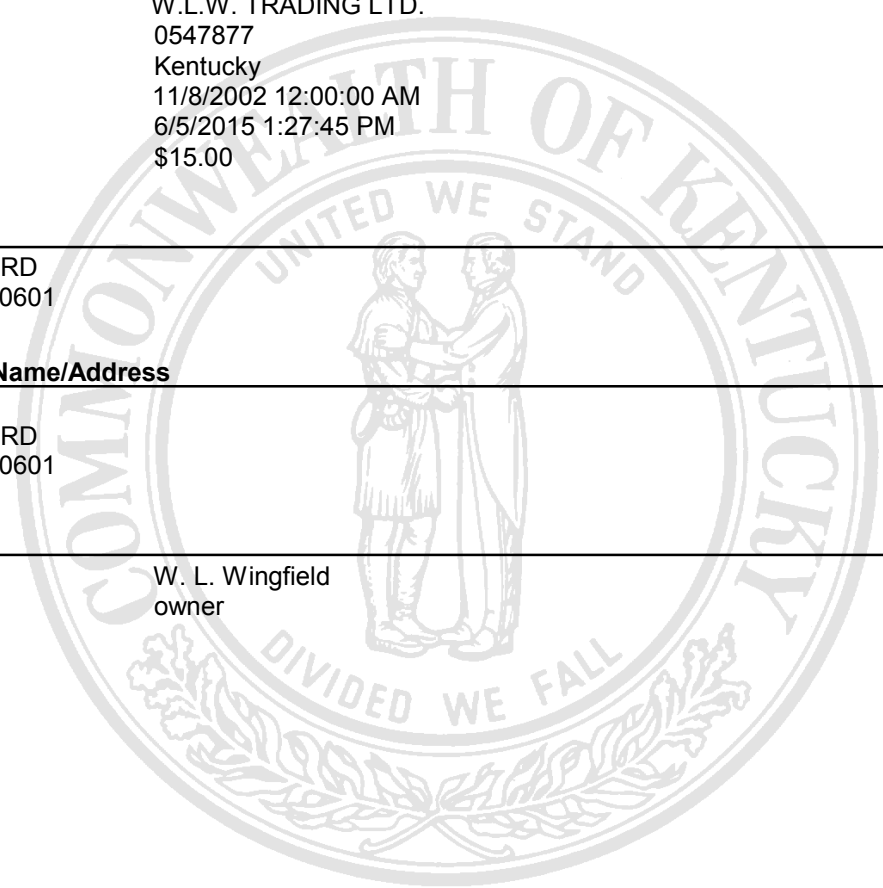 W.L.W. TRADING LTD.
0547877
Kentucky
11/8/2002 12:00:00 AM
6/5/2015 1:27:45 PM
$15.00
COMMONWEALTH OF KENTUCKY
UNITED WE STAND
RD
0601
Name/Address
RD
0601
W. L. Wingfield
owner
DIVIDED WE FALL